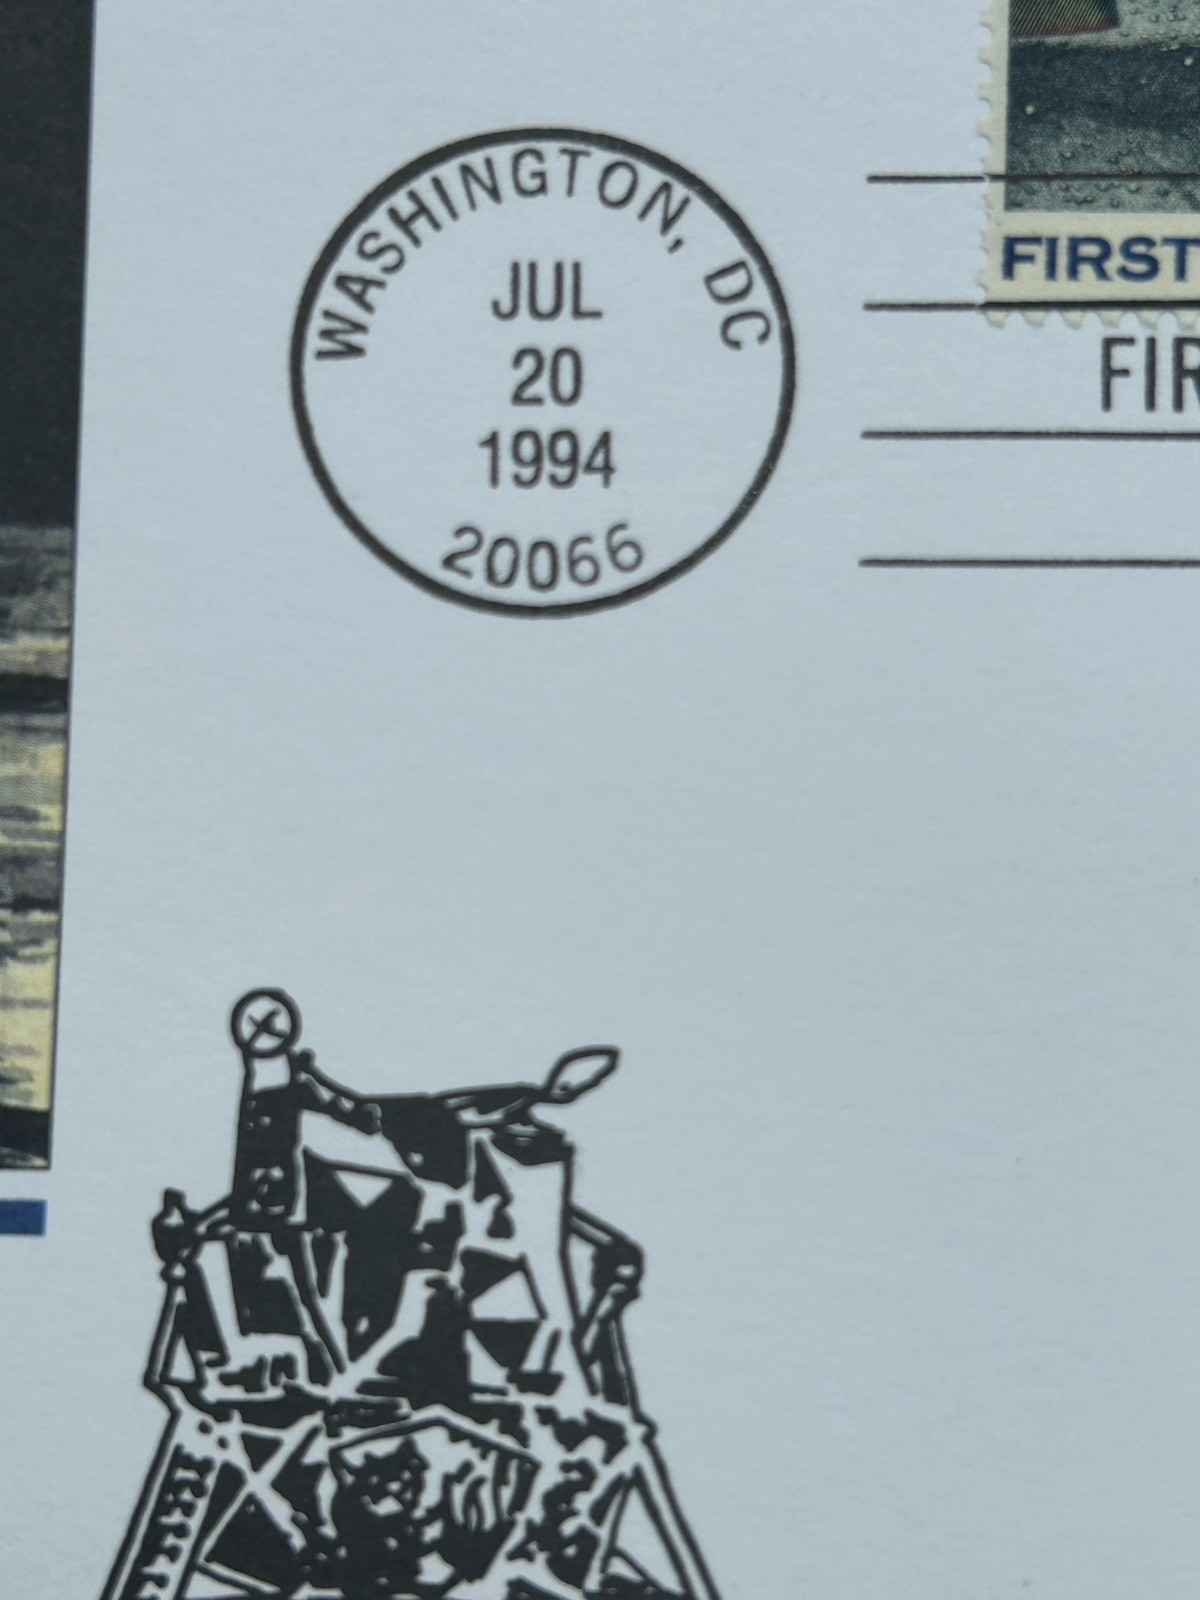 WASHINGTON, DC
JUL
20
1994
20066
FIRST
FIR